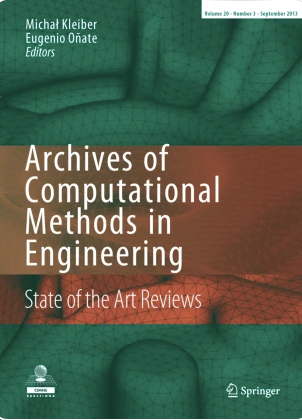 Michał Kleiber
Eugenio Oñate
Editors
Volume 20 • Number 3 • September 2013
Archives of
Computational
Methods in
Engineering
State of the Art Reviews
CIMNE
Springer